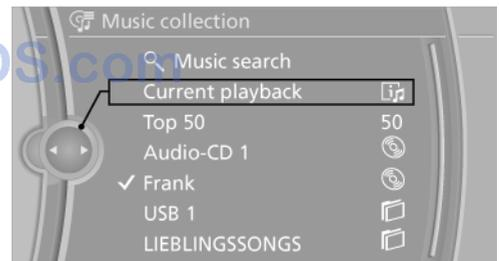 Music collection
Music search
Current playback
Top 50 50
Audio-CD 1
Frank
USB 1
LIEBLINGSSONGS